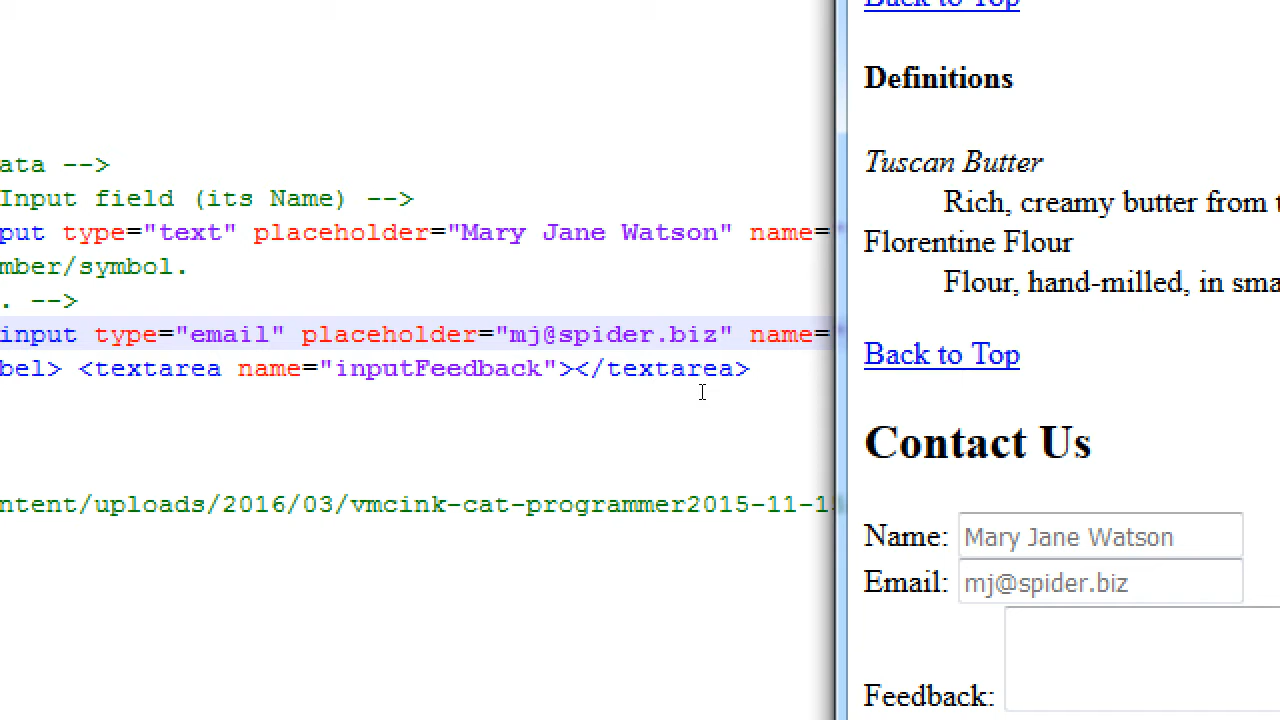 ata -->
Input field (its Name) -->
put type="text" placeholder="Mary Jane Watson" name=
mber/symbol.
. -->
input type="email" placeholder="mj@spider.biz" name=
bel> <textarea name="inputFeedback"></textarea>
ntent/uploads/2016/03/vmcink-cat-programmer2015-11-1
Back to Top
Definitions
Tuscan Butter
Rich, creamy butter from t
Florentine Flour
Flour, hand-milled, in sma
Back to Top
Contact Us
Name: Mary Jane Watson
Email: mj@spider.biz
Feedback: